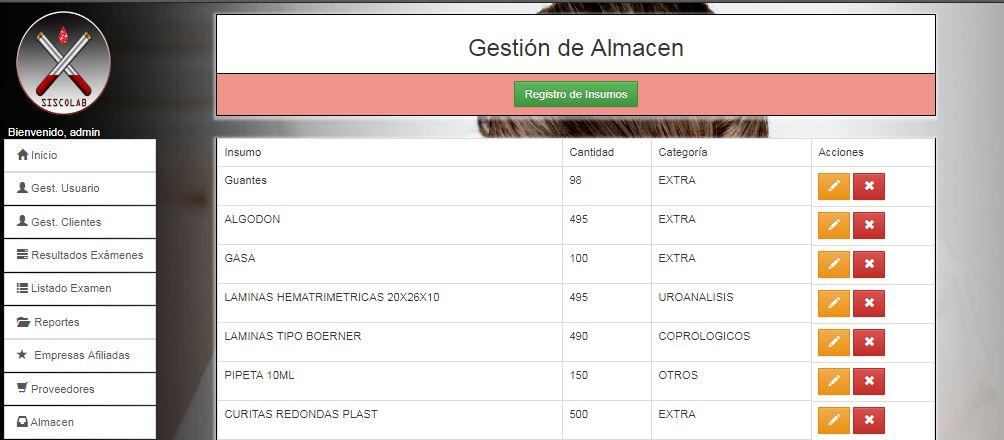 SISCOLAB
Bienvenido, admin
Inicio
Gest. Usuario
Gest. Clientes
Resultados Exámenes
Listado Examen
Reportes
Empresas Afiliadas
Proveedores
Almacen
Gestión de Almacen
Registro de Insumos
Insumo Cantidad Categoría Acciones
Guantes 98 EXTRA
ALGODON 495 EXTRA
GASA 100 EXTRA
LAMINAS HEMATRIMETRICAS 20X26X10 495 UROANALISIS
LAMINAS TIPO BOERNER 490 COPROLOGICOS
PIPETA 10ML 150 OTROS
CURITAS REDONDAS PLAST 500 EXTRA